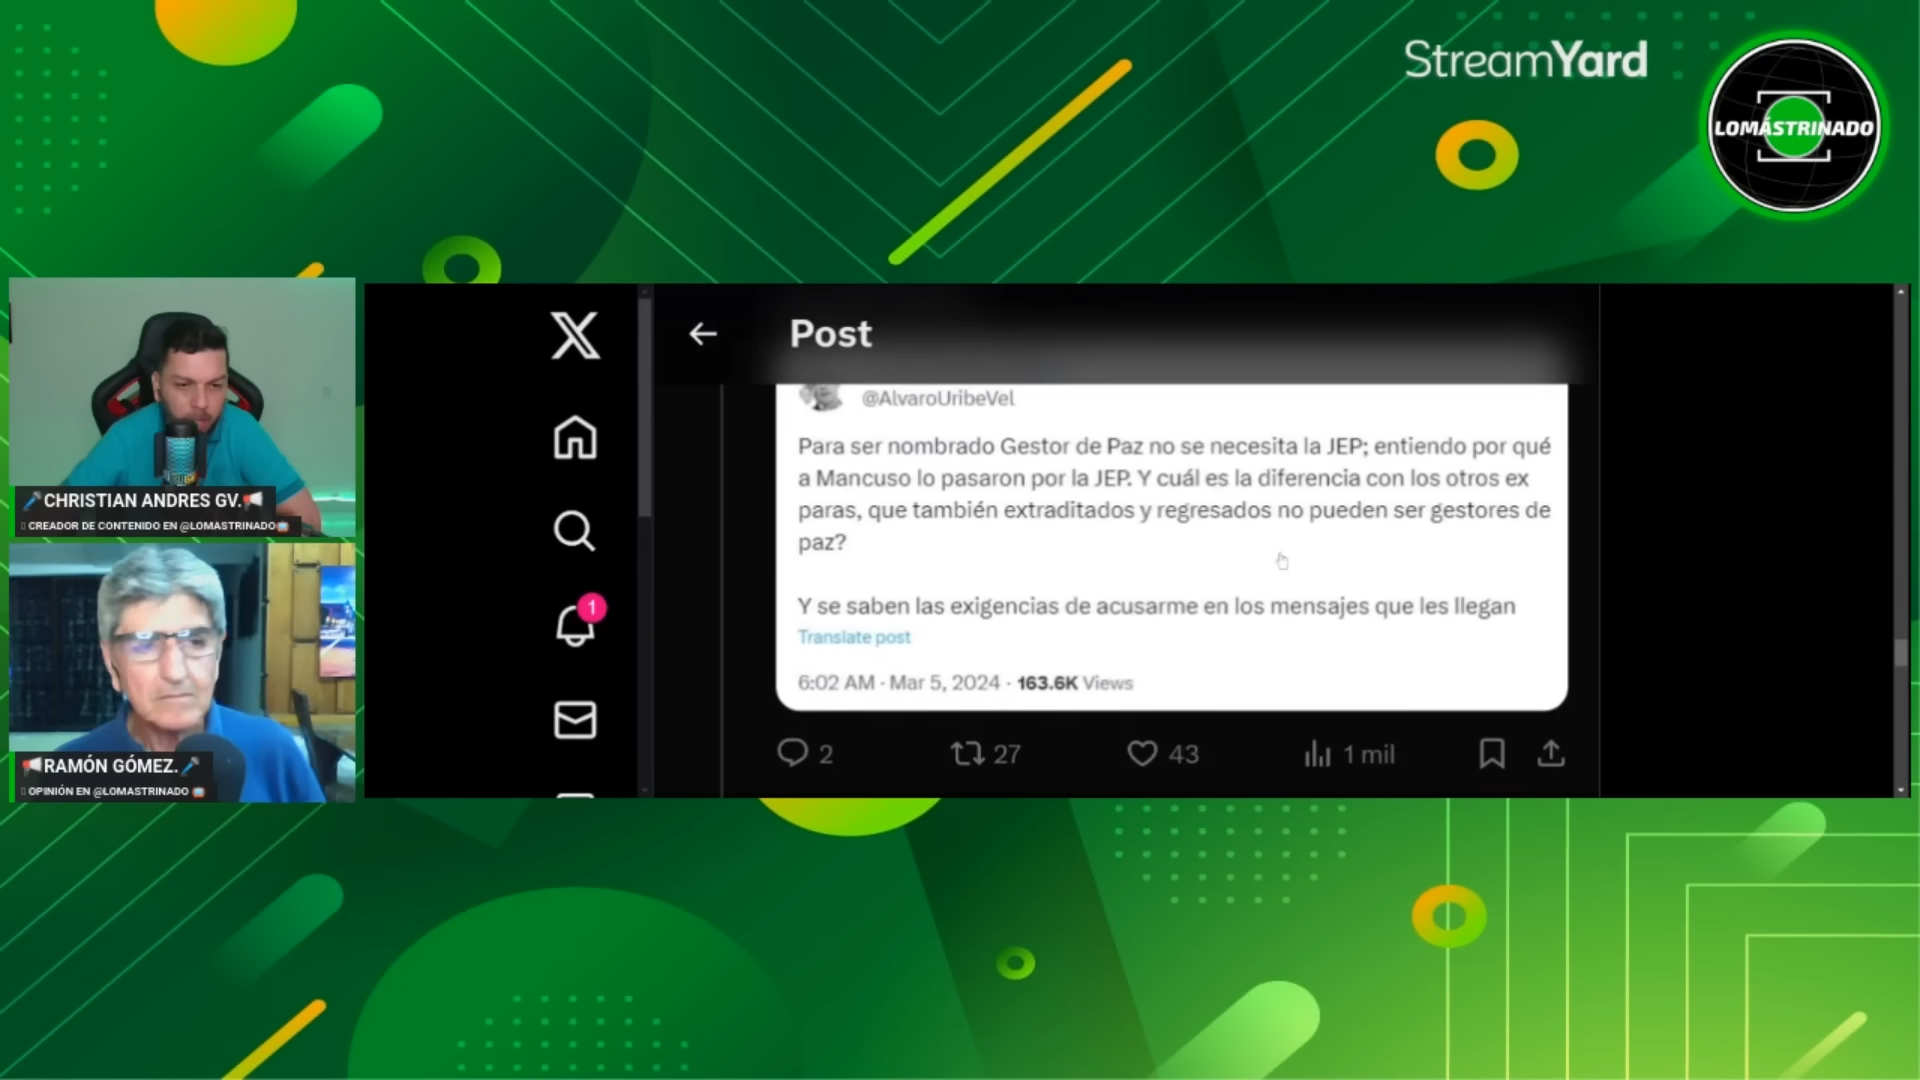 StreamYard
LOMÁSTRINADO
Post
@AlvaroUribeVel
Para ser nombrado Gestor de Paz no se necesita la JEP; entiendo por qué
a Mancuso lo pasaron por la JEP. Y cuál es la diferencia con los otros ex
paras, que también extraditados y regresados no pueden ser gestores de
paz?
Y se saben las exigencias de acusarme en los mensajes que les llegan
Translate post
6:02 AM · Mar 5, 2024 · 163.6K Views
2 27 43 1 mil
1
CHRISTIAN ANDRES GV.
CREADOR DE CONTENIDO EN @LOMASTRINADO
RAMÓN GÓMEZ.
OPINIÓN EN @LOMASTRINADO